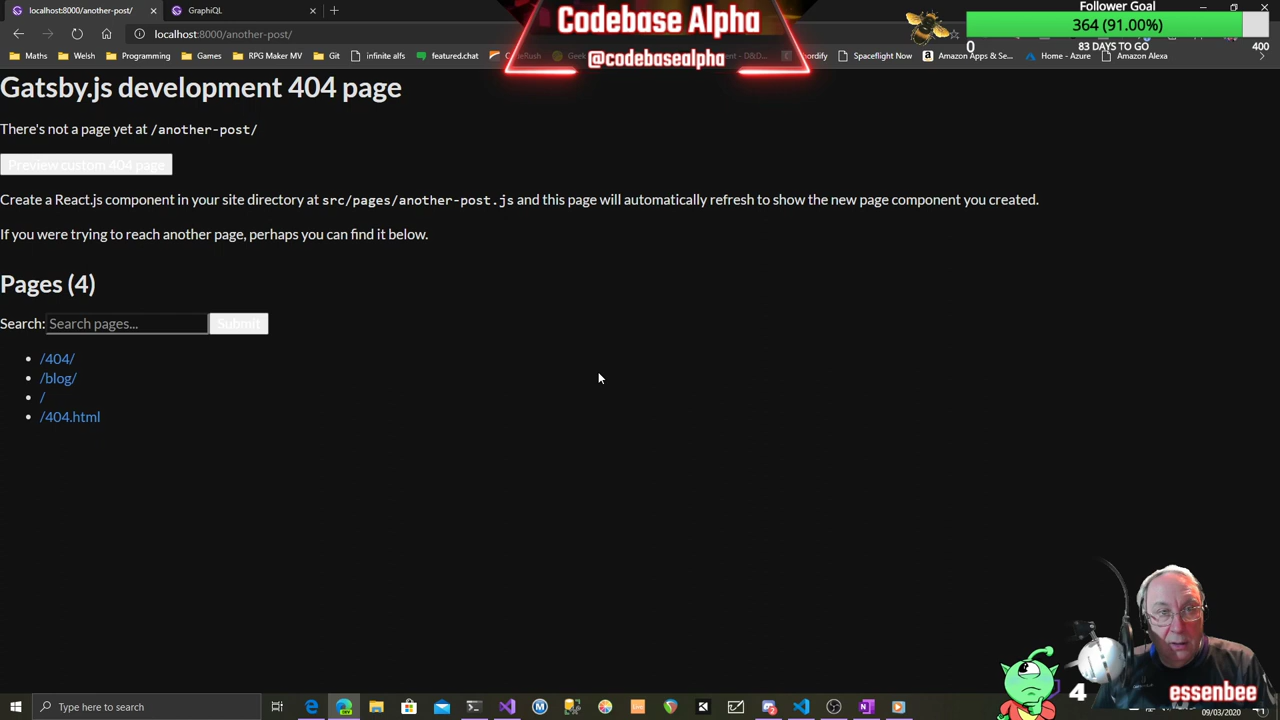 localhost:8000/another-post/
GraphiQL
localhost:8000/another-post/
Maths
Welsh
Programming
Games
RPG Maker MV
Git
infinite alfs
featured.chat
Spaceflight Now
Amazon Apps & Se...
Home - Azure
Amazon Alexa
Codebase Alpha
@codebasealpha
Follower Goal
364 (91.00%)
0
83 DAYS TO GO
400
Gatsby.js development 404 page
There's not a page yet at /another-post/
Preview custom 404 page
Create a React.js component in your site directory at src/pages/another-post.js and this page will automatically refresh to show the new page component you created.
If you were trying to reach another page, perhaps you can find it below.
Pages (4)
Search: Search pages... Submit
/404/
/blog/
/
/404.html
4
essenbee
Type here to search
09/03/2020